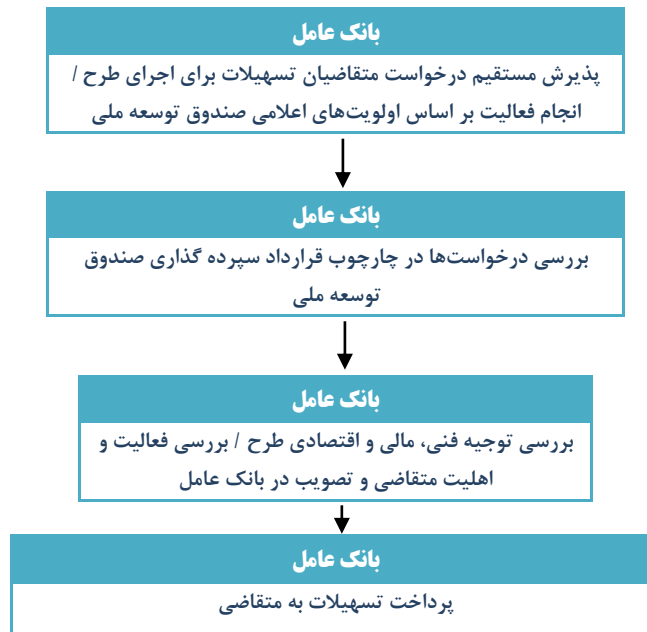 بانک عامل
پذیرش مستقیم درخواست متقاضیان تسهیلات برای اجرای طرح /
انجام فعالیت بر اساس اولویت‌های اعلامی صندوق توسعه ملی
بانک عامل
بررسی درخواست‌ها در چارچوب قرارداد سپرده گذاری صندوق
توسعه ملی
بانک عامل
بررسی توجیه فنی، مالی و اقتصادی طرح / بررسی فعالیت و
اهلیت متقاضی و تصویب در بانک عامل
بانک عامل
پرداخت تسهیلات به متقاضی